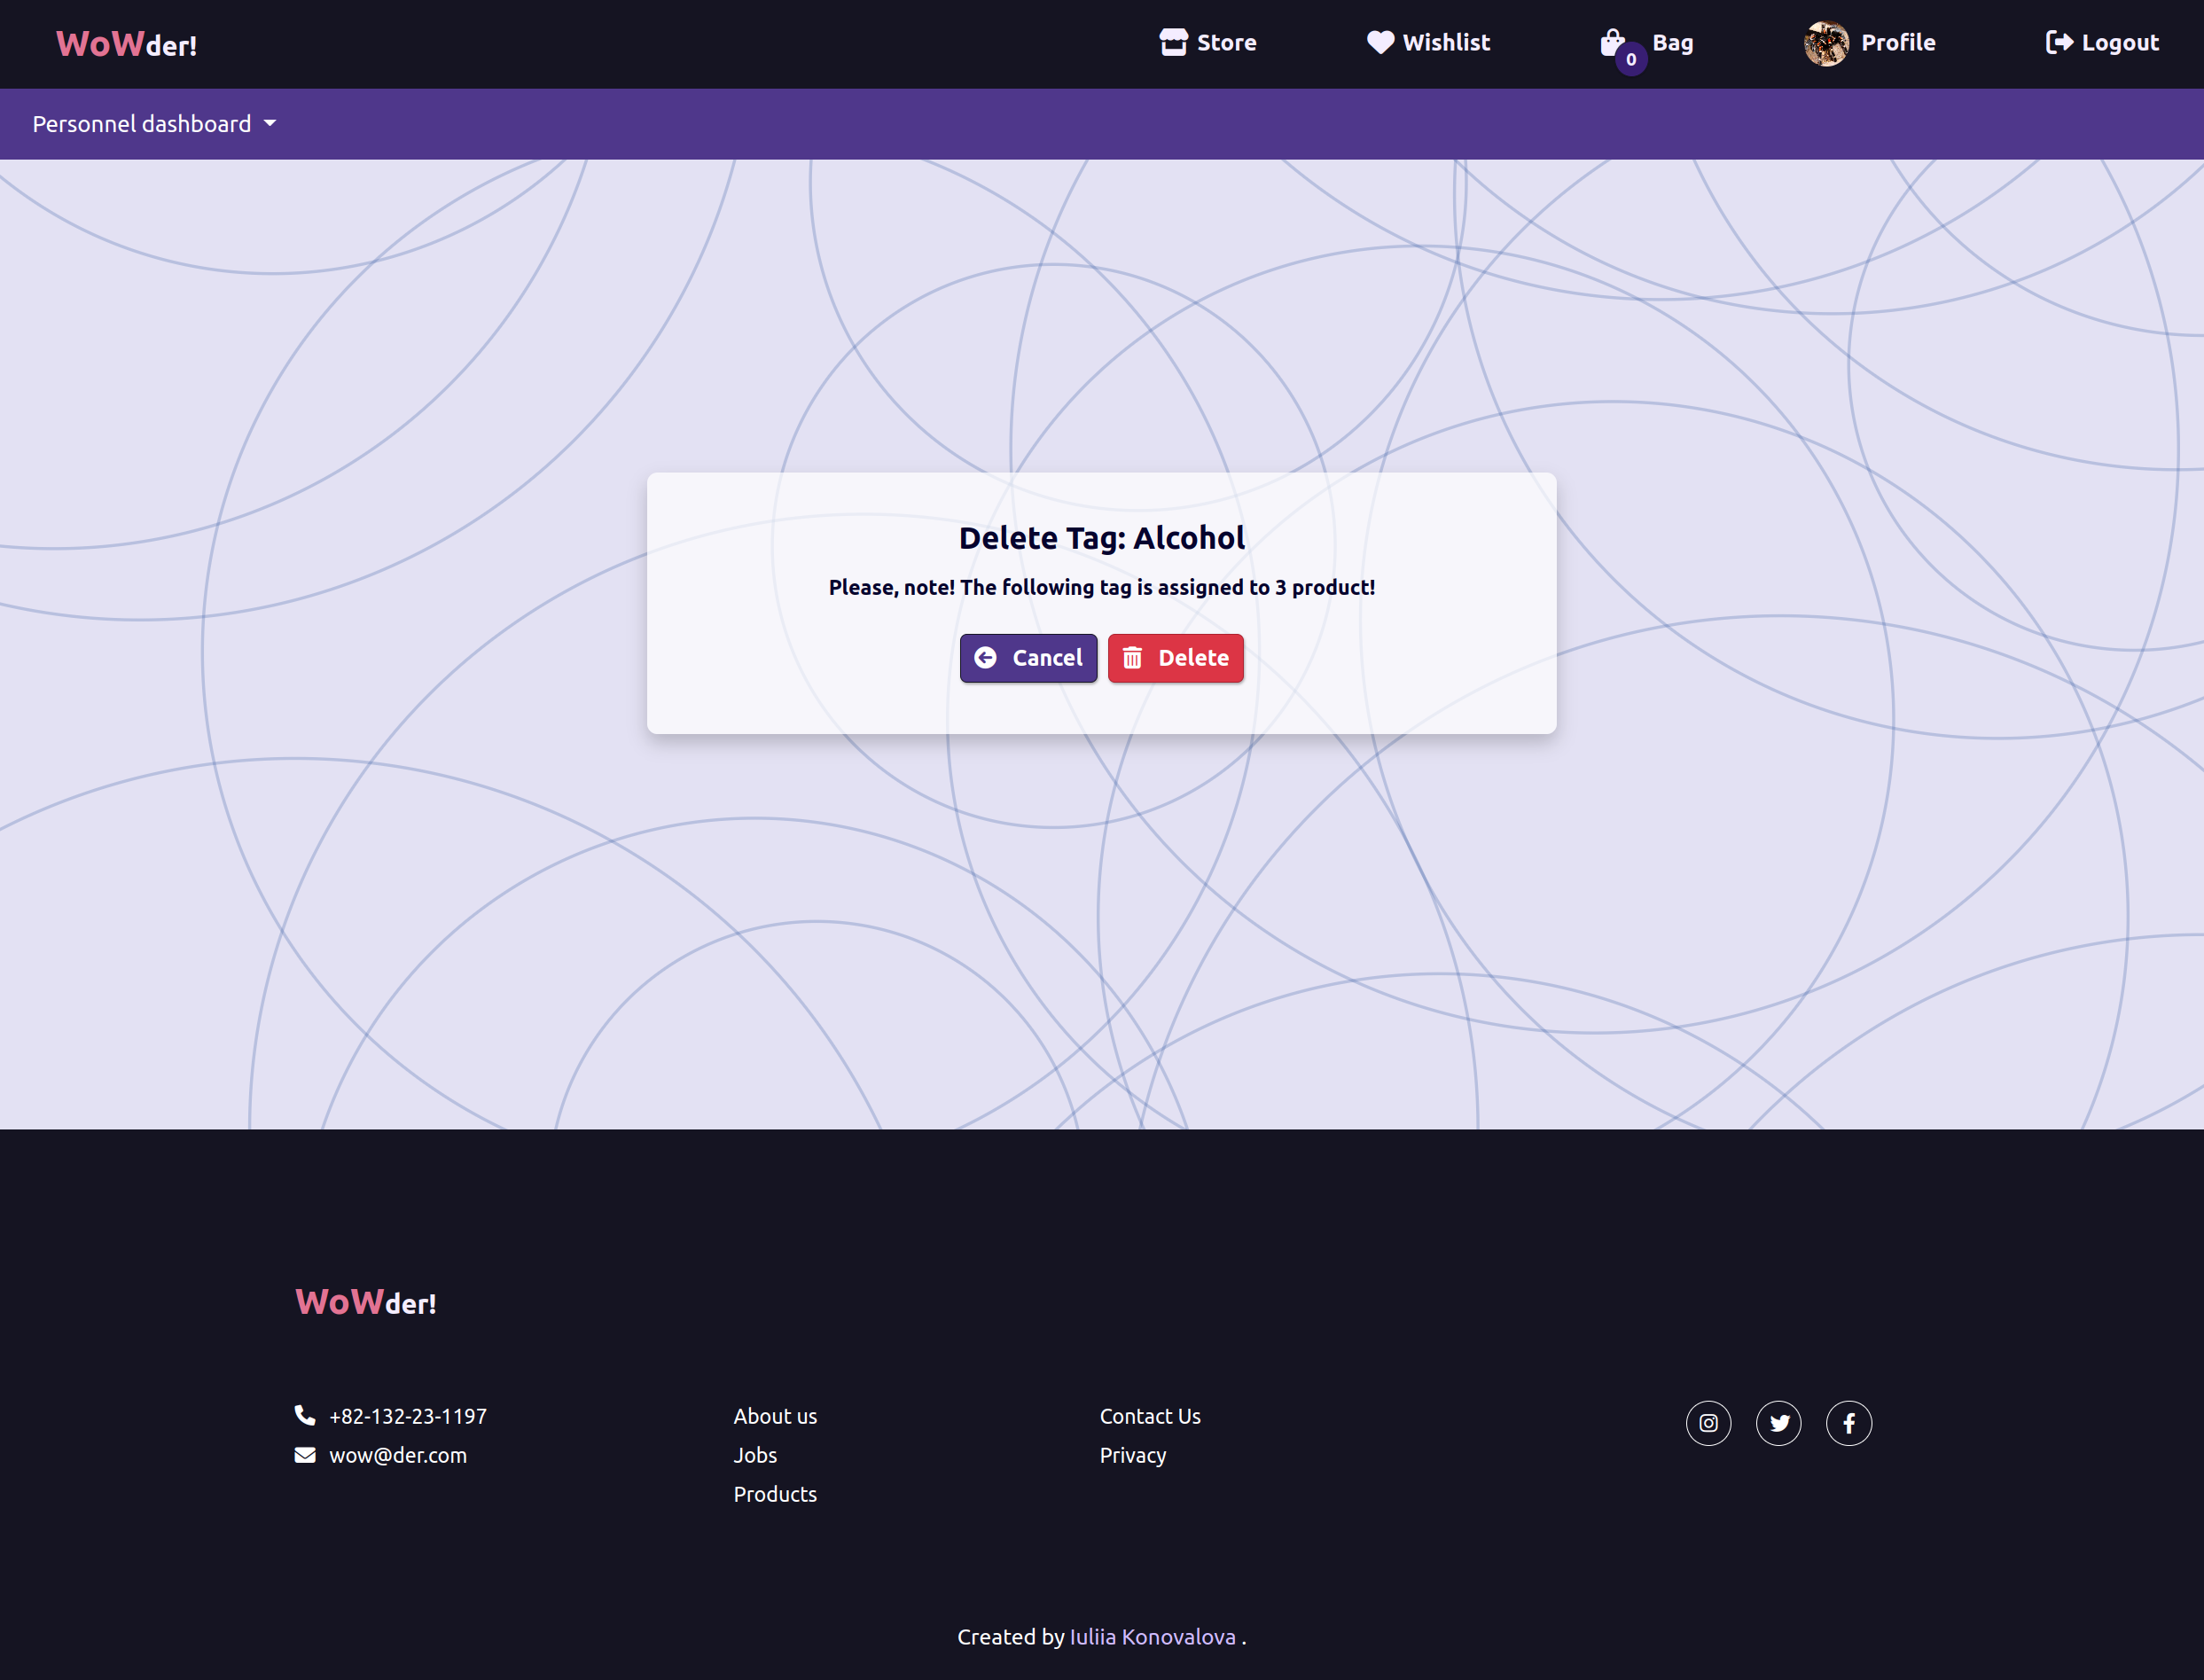 WoWder!
Store
Wishlist
0
Bag
Profile
Logout
Personnel dashboard
Delete Tag: Alcohol
Please, note! The following tag is assigned to 3 product!
Cancel
Delete
WoWder!
+82-132-23-1197
wow@der.com
About us
Jobs
Products
Contact Us
Privacy
Created by Iuliia Konovalova .